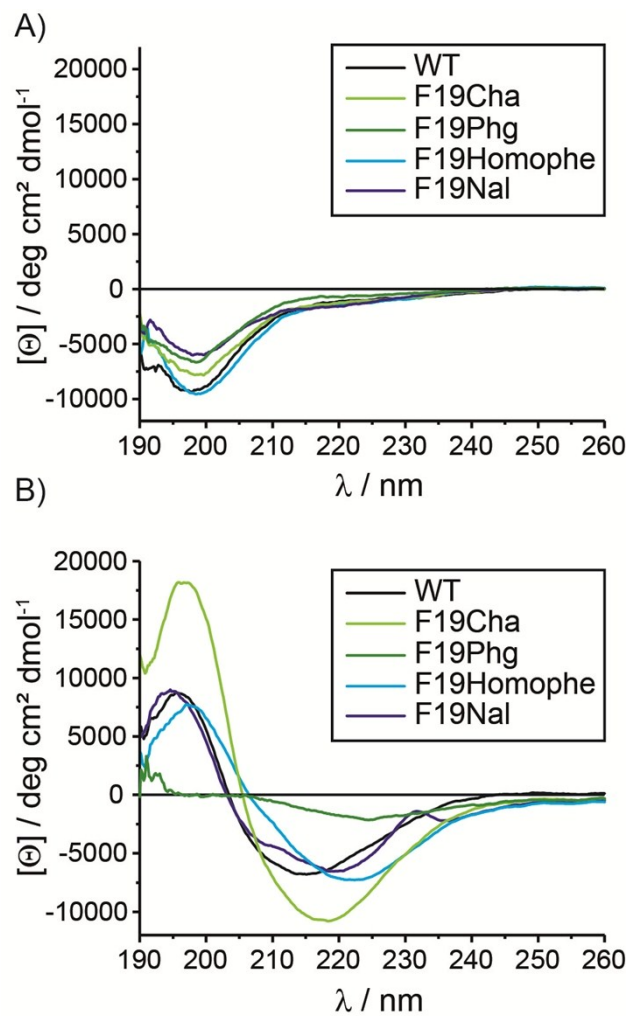 A)
20000
15000
10000
5000
0
-5000
-10000
[Θ] / deg cm² dmol⁻¹
WT
F19Cha
F19Phg
F19Homophe
F19Nal
190 200 210 220 230 240 250 260
λ / nm
B)
20000
15000
10000
5000
0
-5000
-10000
[Θ] / deg cm² dmol⁻¹
WT
F19Cha
F19Phg
F19Homophe
F19Nal
190 200 210 220 230 240 250 260
λ / nm